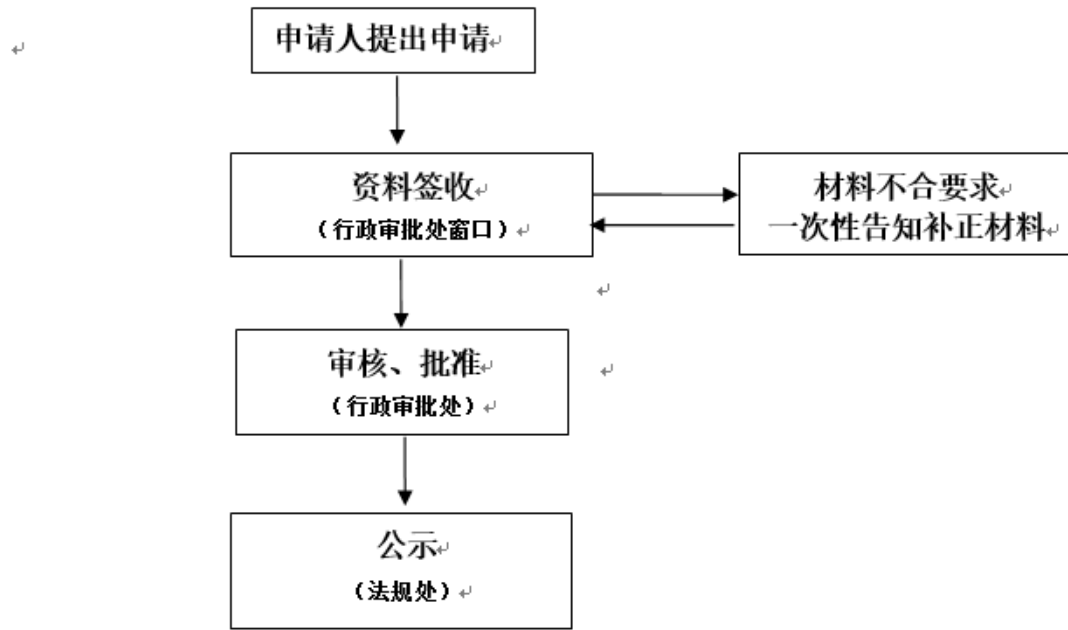 申请人提出申请
资料签收
（行政审批处窗口）
材料不合要求
一次性告知补正材料
审核、批准
（行政审批处）
公示
（法规处）